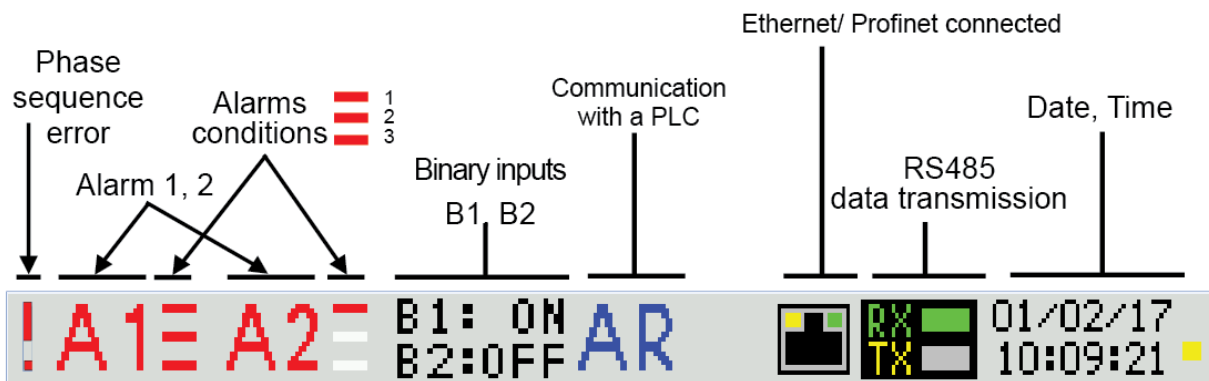 Ethernet/ Profinet connected
Phase
sequence
error
Alarms
conditions
1
2
3
Communication
with a PLC
Date, Time
Alarm 1, 2
Binary inputs
B1, B2
RS485
data transmission
! A1 A2
B1: ON
B2:OFF
AR
RX
TX
01/02/17
10:09:21